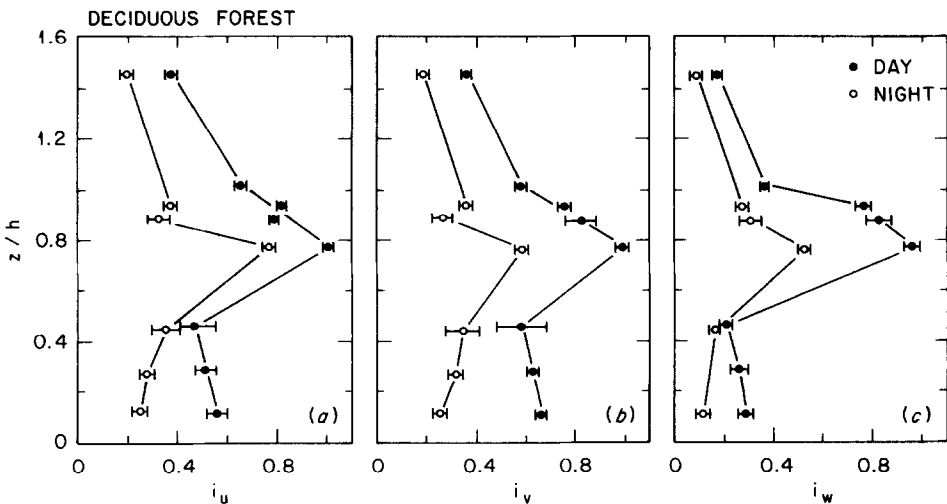 DECIDUOUS FOREST
1.6
1.2
0.8
0.4
0
z/h
DAY
NIGHT
(a)
(b)
(c)
0 0.4 0.8
0 0.4 0.8
0 0.4 0.8
i_u
i_v
i_w